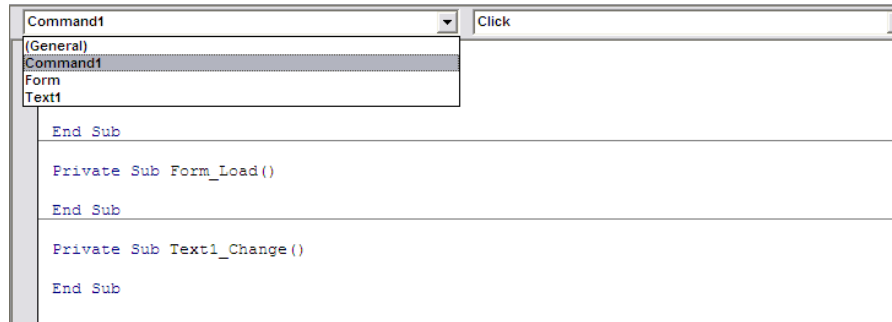 Command1 Click
(General)
Command1
Form
Text1
End Sub
Private Sub Form_Load()
End Sub
Private Sub Text1_Change()
End Sub